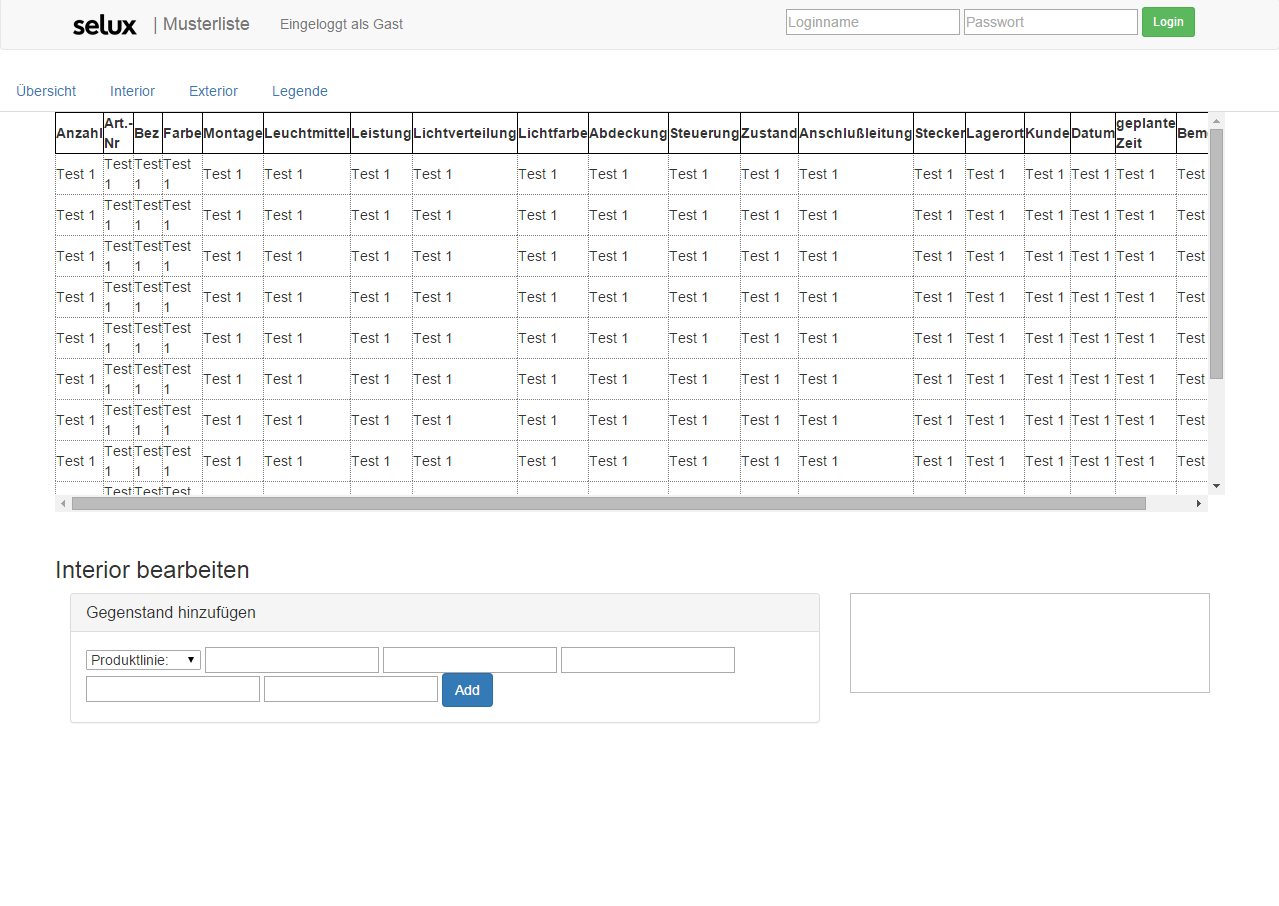 selux | Musterliste Eingeloggt als Gast Loginname Passwort Login
Übersicht Interior Exterior Legende
Anzahl Art.-Nr Bez Farbe Montage Leuchtmittel Leistung Lichtverteilung Lichtfarbe Abdeckung Steuerung Zustand Anschlußleitung Stecker Lagerort Kunde Datum geplante Zeit
Test 1 Test 1 Test 1 Test 1 Test 1 Test 1 Test 1 Test 1 Test 1 Test 1 Test 1 Test 1 Test 1 Test 1 Test 1 Test 1 Test 1 Test 1 Test
Test 1 Test 1 Test 1 Test 1 Test 1 Test 1 Test 1 Test 1 Test 1 Test 1 Test 1 Test 1 Test 1 Test 1 Test 1 Test 1 Test 1 Test 1 Test
Test 1 Test 1 Test 1 Test 1 Test 1 Test 1 Test 1 Test 1 Test 1 Test 1 Test 1 Test 1 Test 1 Test 1 Test 1 Test 1 Test 1 Test 1 Test
Test 1 Test 1 Test 1 Test 1 Test 1 Test 1 Test 1 Test 1 Test 1 Test 1 Test 1 Test 1 Test 1 Test 1 Test 1 Test 1 Test 1 Test 1 Test
Test 1 Test 1 Test 1 Test 1 Test 1 Test 1 Test 1 Test 1 Test 1 Test 1 Test 1 Test 1 Test 1 Test 1 Test 1 Test 1 Test 1 Test 1 Test
Test 1 Test 1 Test 1 Test 1 Test 1 Test 1 Test 1 Test 1 Test 1 Test 1 Test 1 Test 1 Test 1 Test 1 Test 1 Test 1 Test 1 Test 1 Test
Test 1 Test 1 Test 1 Test 1 Test 1 Test 1 Test 1 Test 1 Test 1 Test 1 Test 1 Test 1 Test 1 Test 1 Test 1 Test 1 Test 1 Test 1 Test
Test 1 Test 1 Test 1 Test 1 Test 1 Test 1 Test 1 Test 1 Test 1 Test 1 Test 1 Test 1 Test 1 Test 1 Test 1 Test 1 Test 1 Test 1 Test
Test Test Test
Interior bearbeiten
Gegenstand hinzufügen
Produktlinie:
Add